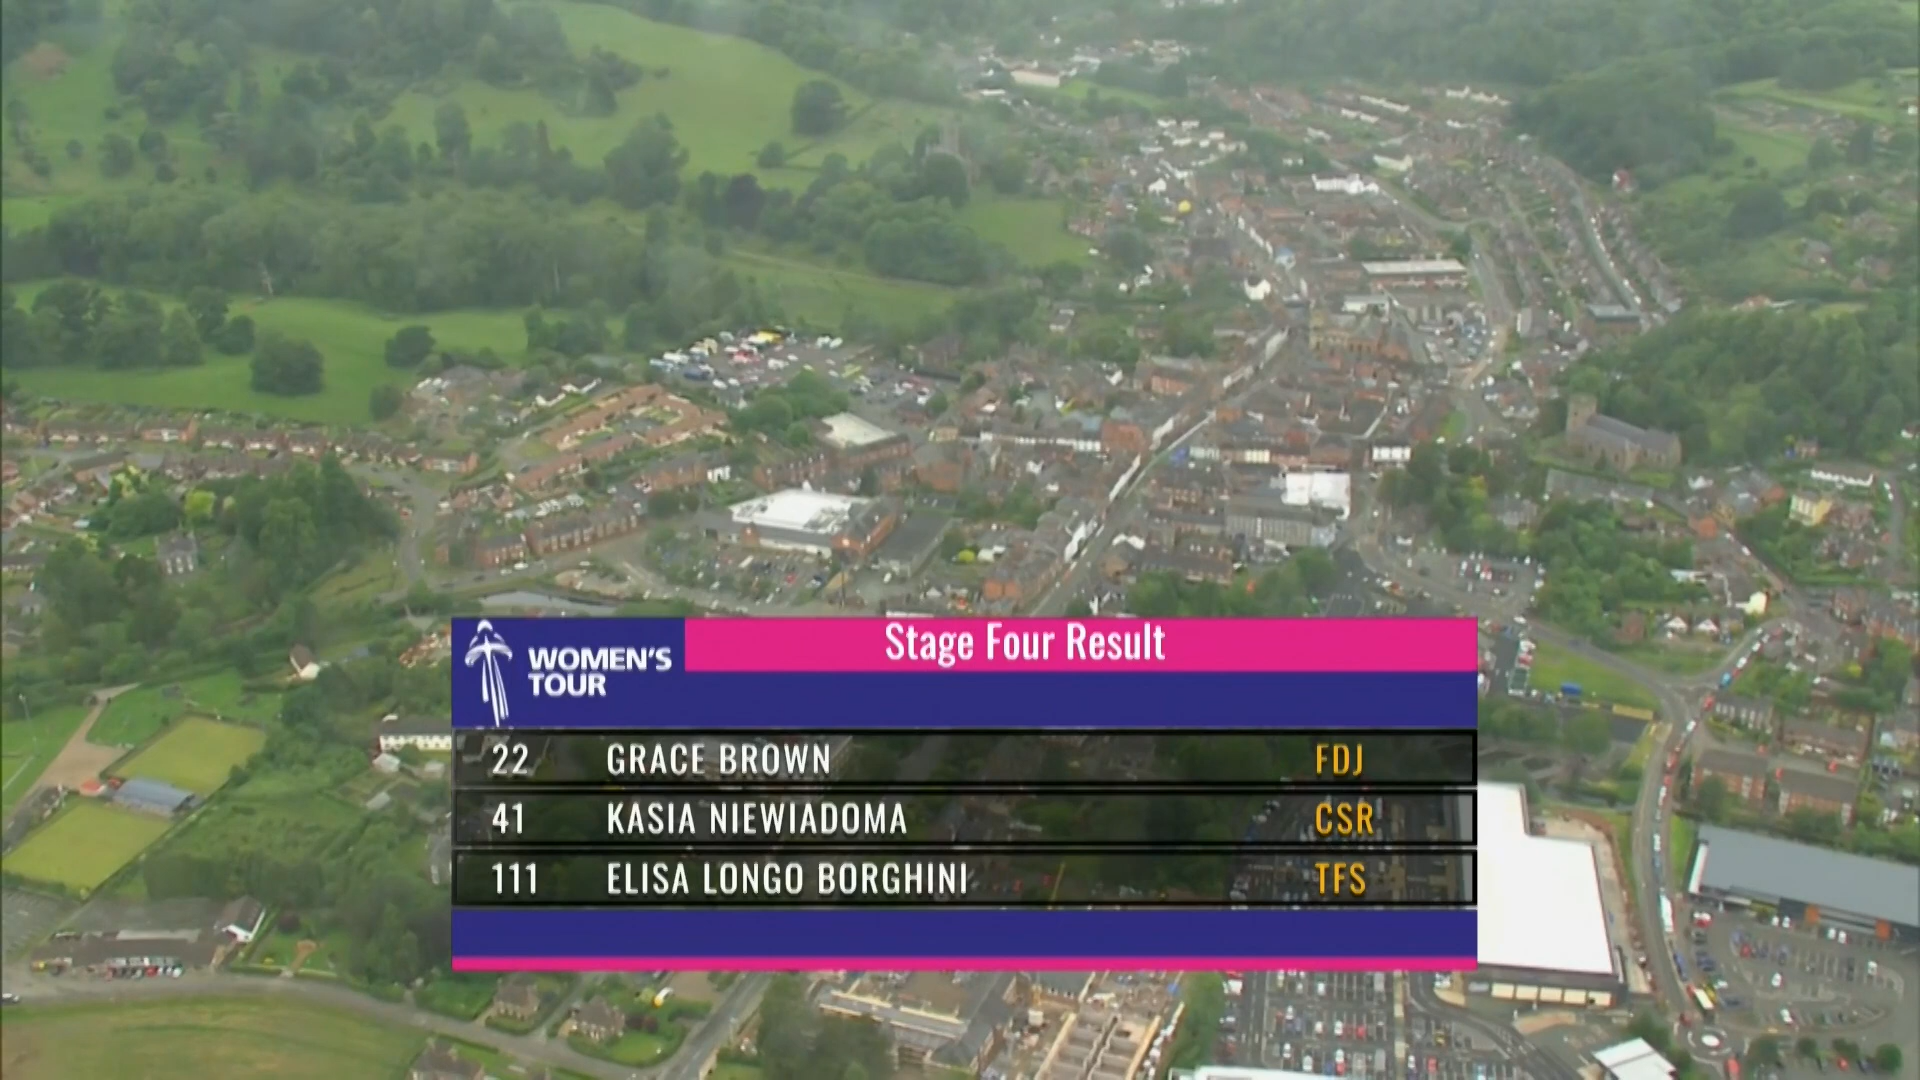 WOMEN'S
TOUR
Stage Four Result
22 GRACE BROWN FDJ
41 KASIA NIEWIADOMA CSR
111 ELISA LONGO BORGHINI TFS